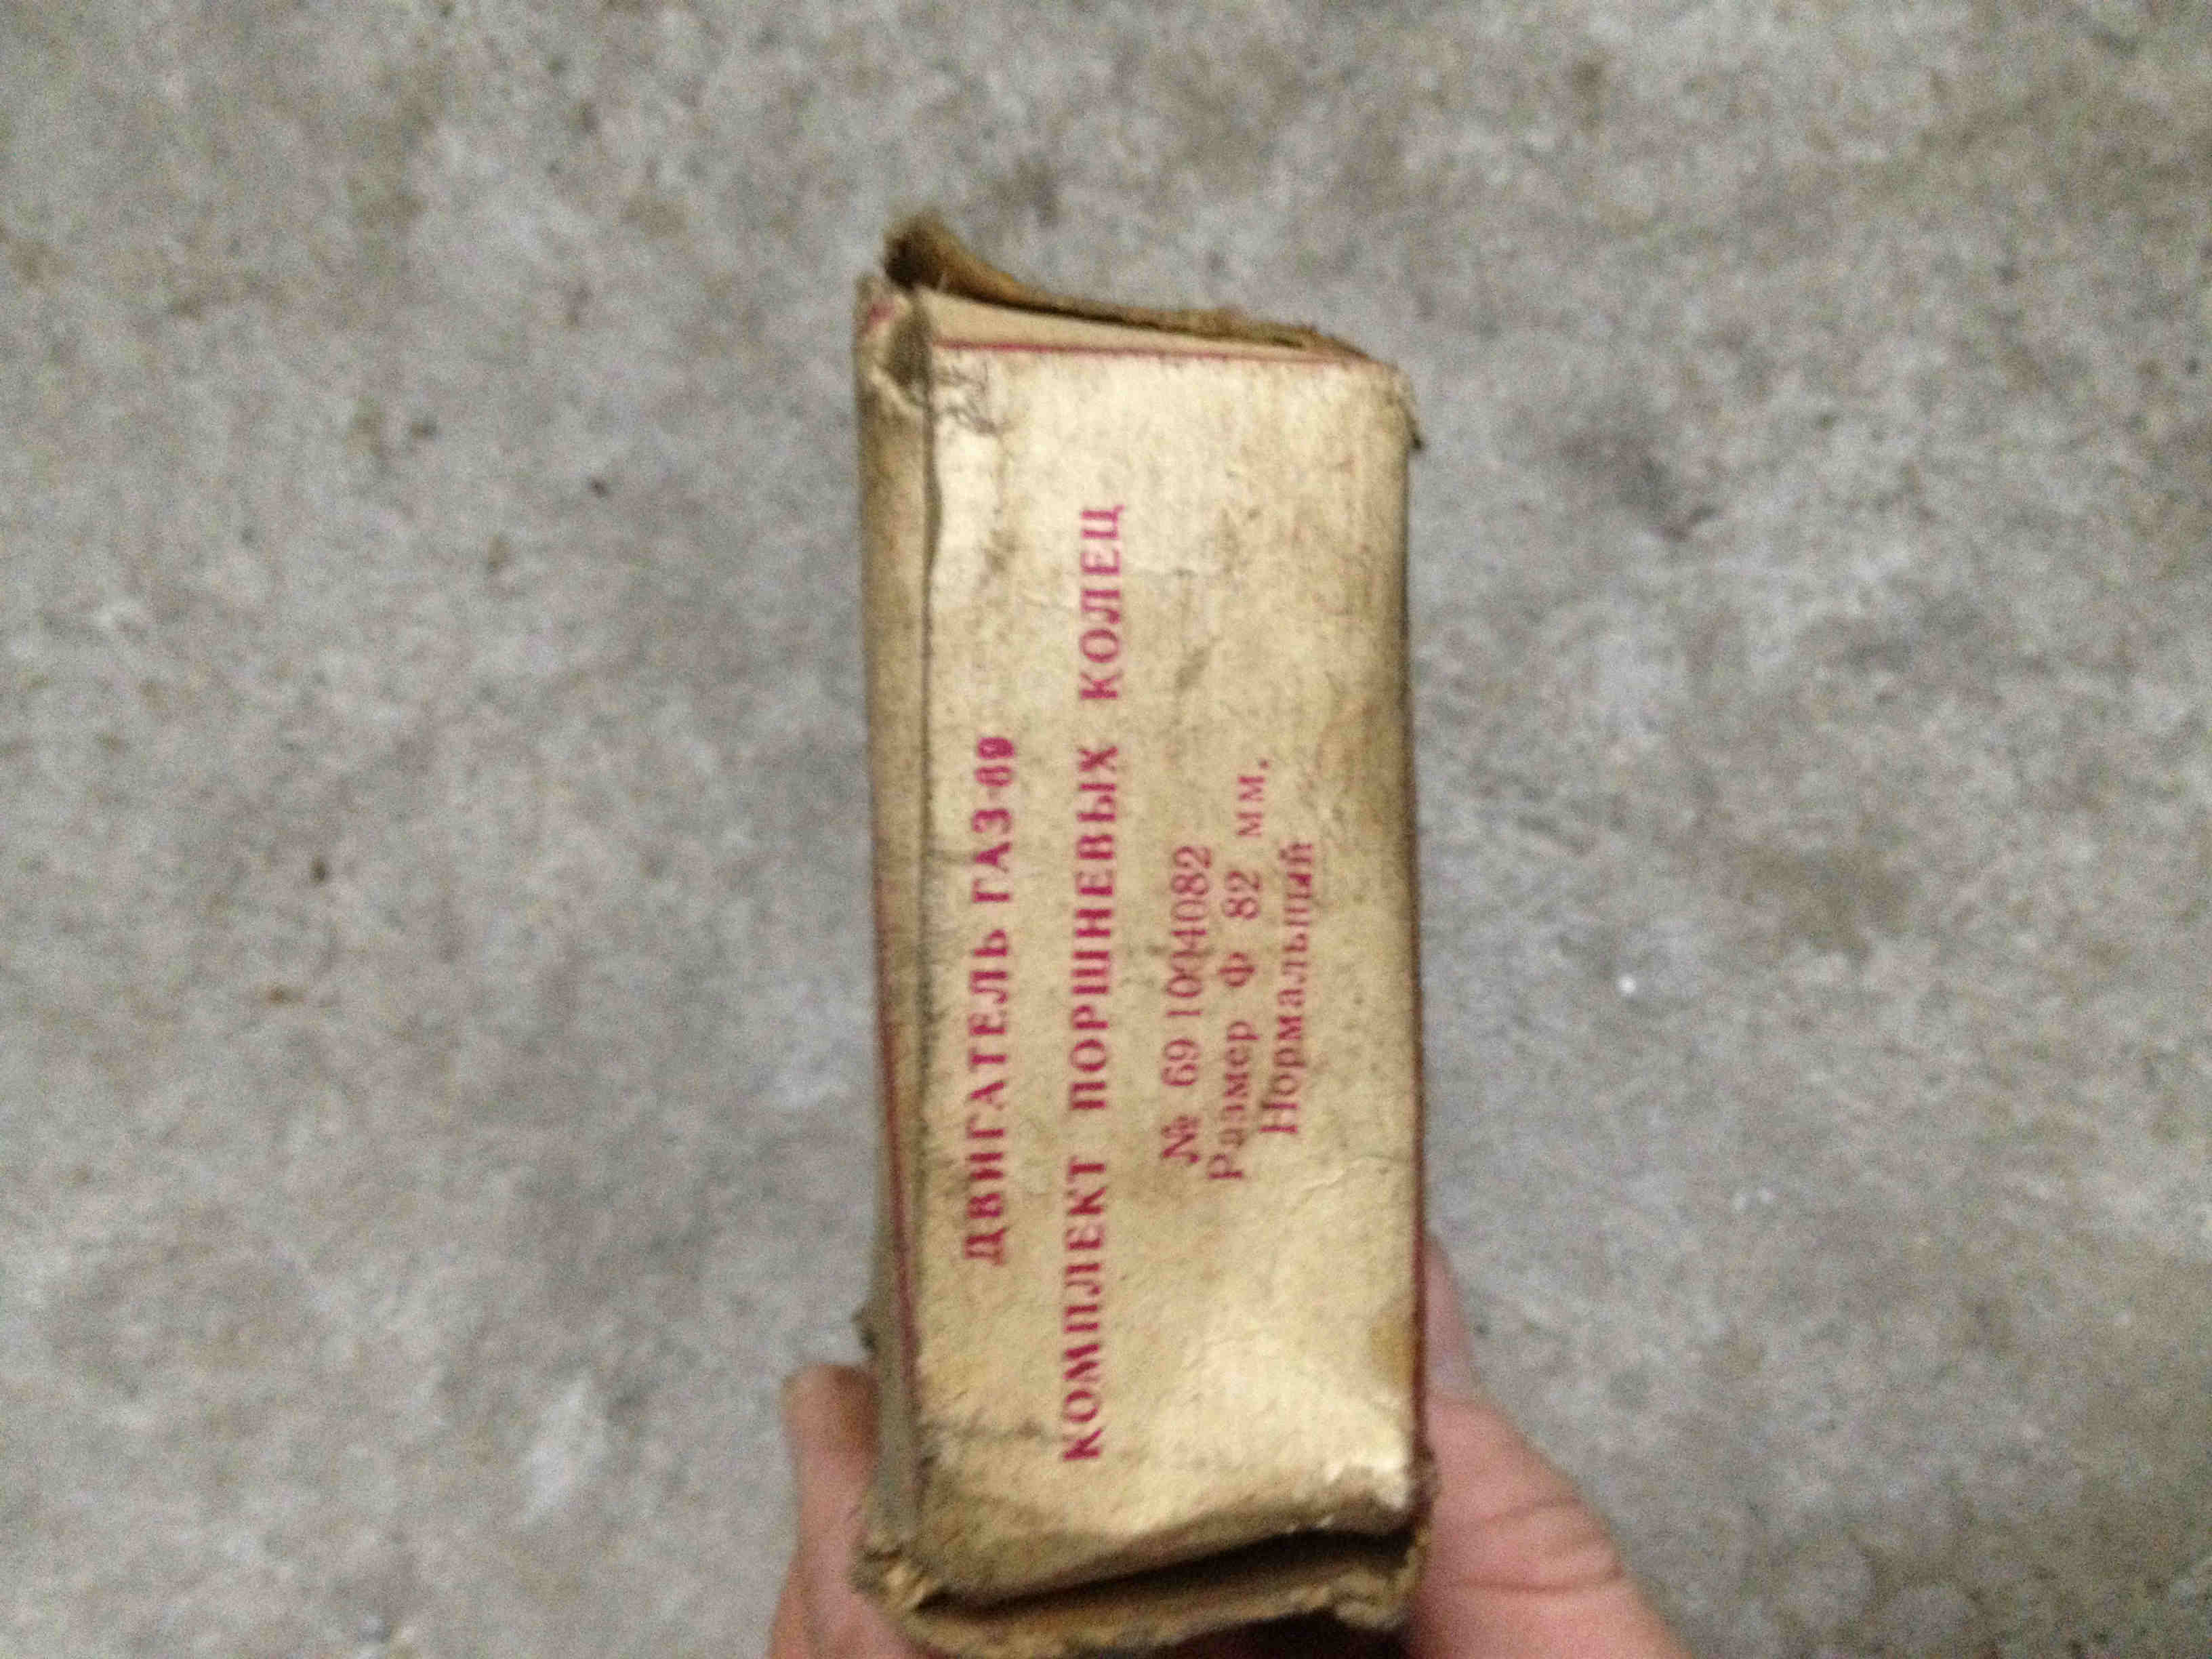 ДВИГАТЕЛЬ ГАЗ-69
КОМПЛЕКТ ПОРШНЕВЫХ КОЛЕЦ
№ 69 1004082
Размер Ф 82 мм.
Нормальный